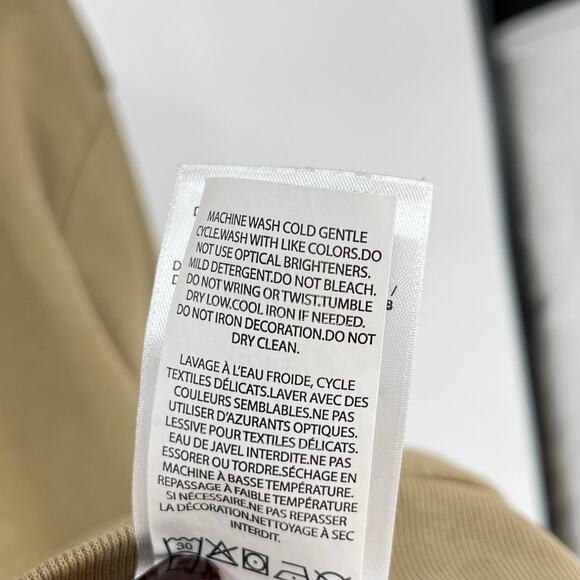 MACHINE WASH COLD GENTLE
CYCLE.WASH WITH LIKE COLORS.DO
NOT USE OPTICAL BRIGHTENERS.
MILD DETERGENT.DO NOT BLEACH.
DO NOT WRING OR TWIST.TUMBLE
DRY LOW.COOL IRON IF NEEDED.
DO NOT IRON DECORATION.DO NOT
DRY CLEAN.
LAVAGE À L'EAU FROIDE, CYCLE
TEXTILES DÉLICATS.LAVER AVEC DES
COULEURS SEMBLABLES.NE PAS
UTILISER D'AZURANTS OPTIQUES.
LESSIVE POUR TEXTILES DÉLICATS.
EAU DE JAVEL INTERDITE.NE PAS
ESSORER OU TORDRE.SÉCHAGE EN
MACHINE À BASSE TEMPÉRATURE.
REPASSAGE À FAIBLE TEMPÉRATURE
SI NÉCESSAIRE.NE PAS REPASSER
LA DÉCORATION.NETTOYAGE À SEC
INTERDIT.
30